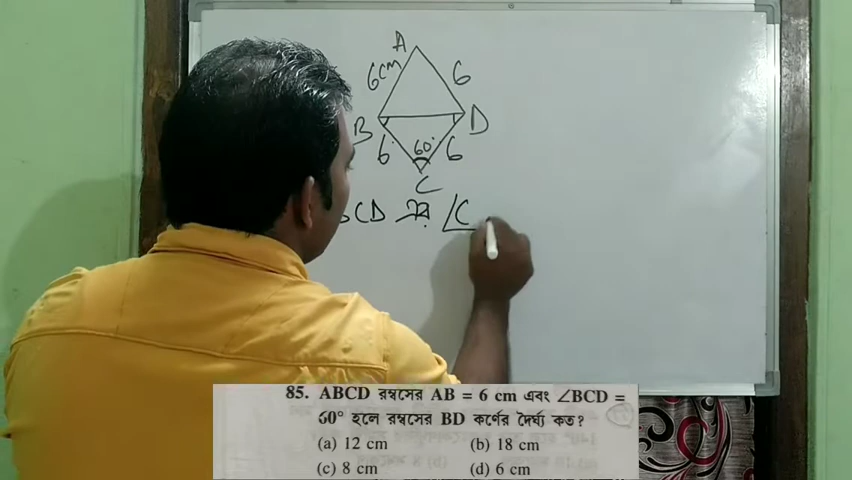 A
6cm 6
B D
6 60° 6
C
CD এর ∠C
85. ABCD রম্বসের AB = 6 cm এবং ∠BCD =
60° হলে রম্বসের BD কর্ণের দৈর্ঘ্য কত?
(a) 12 cm (b) 18 cm
(c) 8 cm (d) 6 cm